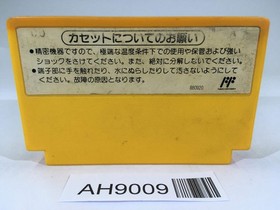 カセットについてのお願い
●精密機器ですので、極端な温度条件下での使用や保管および強い
ショックをさけてください。また、絶対に分解しないでください。
●端子部に手を触れたり、水にぬらしたりして汚さないようにして
ください。故障の原因となります。
AH9009